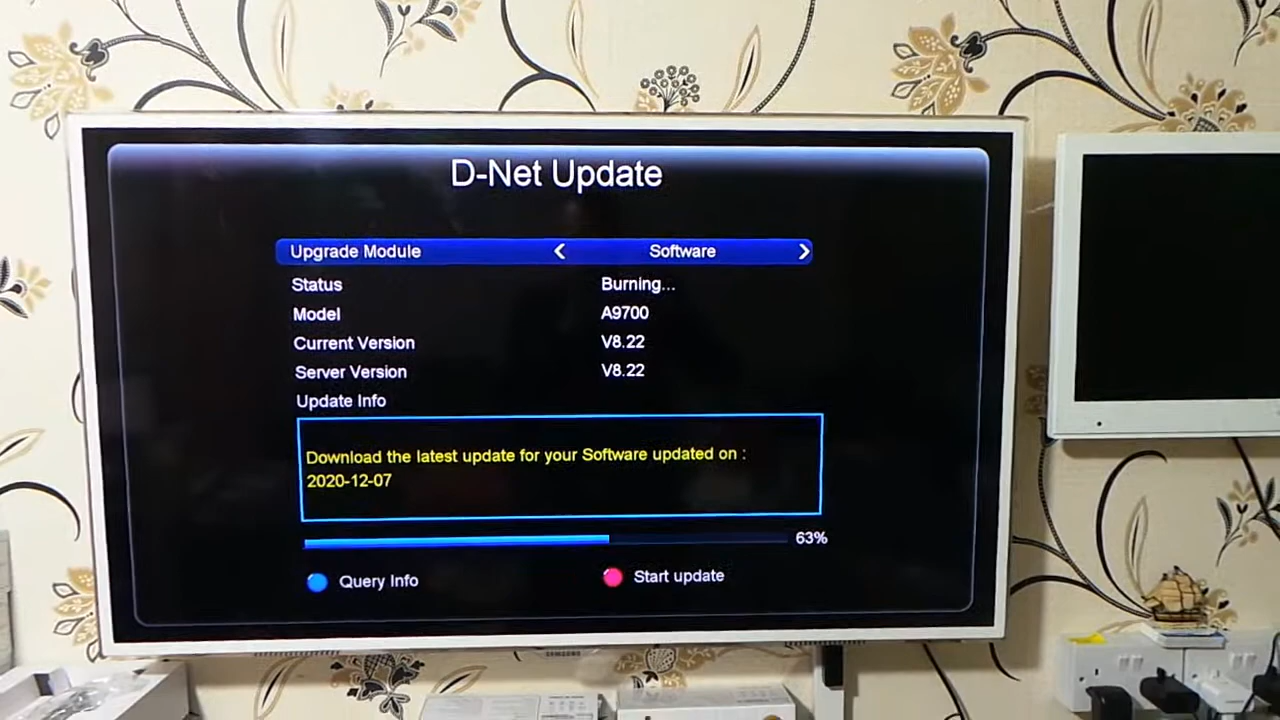 D-Net Update
Upgrade Module < Software >
Status Burning...
Model A9700
Current Version V8.22
Server Version V8.22
Update Info
Download the latest update for your Software updated on :
2020-12-07
63%
Query Info Start update
SAMSUNG